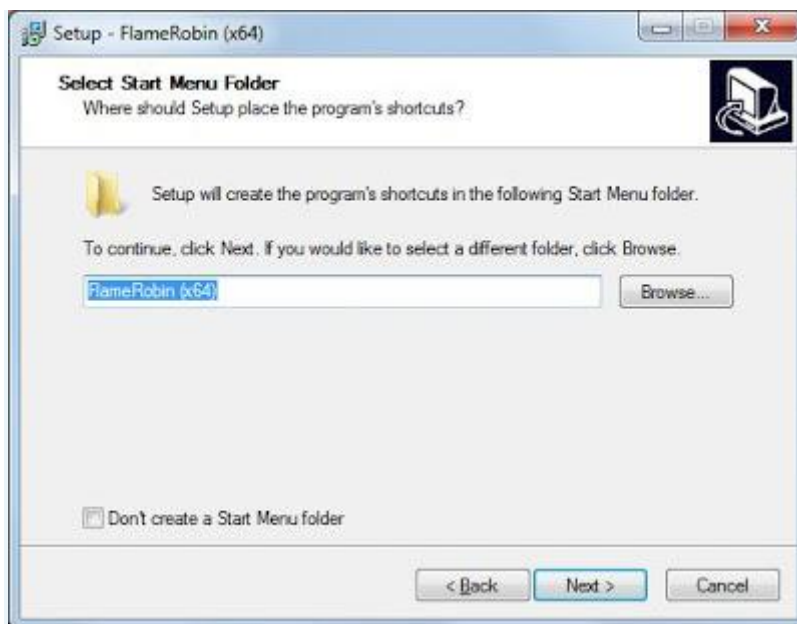 Setup - FlameRobin (x64)
Select Start Menu Folder
Where should Setup place the program's shortcuts?
Setup will create the program's shortcuts in the following Start Menu folder.
To continue, click Next. If you would like to select a different folder, click Browse.
FlameRobin (x64)
Browse...
Don't create a Start Menu folder
< Back
Next >
Cancel